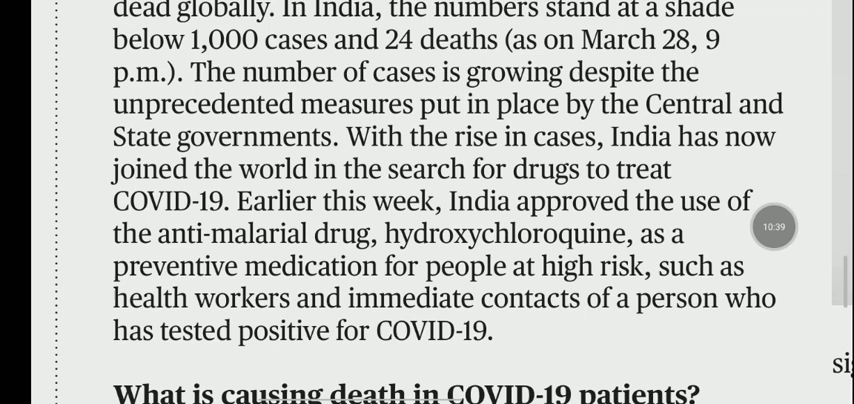 dead globally. In India, the numbers stand at a shade
below 1,000 cases and 24 deaths (as on March 28, 9
p.m.). The number of cases is growing despite the
unprecedented measures put in place by the Central and
State governments. With the rise in cases, India has now
joined the world in the search for drugs to treat
COVID-19. Earlier this week, India approved the use of
the anti-malarial drug, hydroxychloroquine, as a
10:39
preventive medication for people at high risk, such as
health workers and immediate contacts of a person who
has tested positive for COVID-19.
What is causing death in COVID-19 patients?